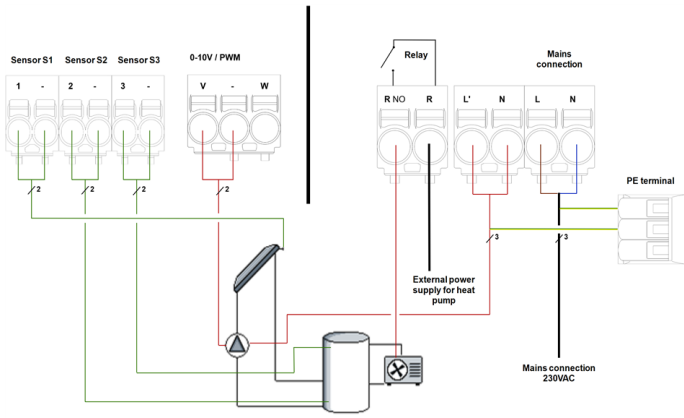 Sensor S1 Sensor S2 Sensor S3 0-10V / PWM
1 - 2 - 3 - V - W
2 2 2 2
Relay
Mains
connection
R NO R L' N L N
PE terminal
3 3
External power
supply for heat
pump
Mains connection
230VAC